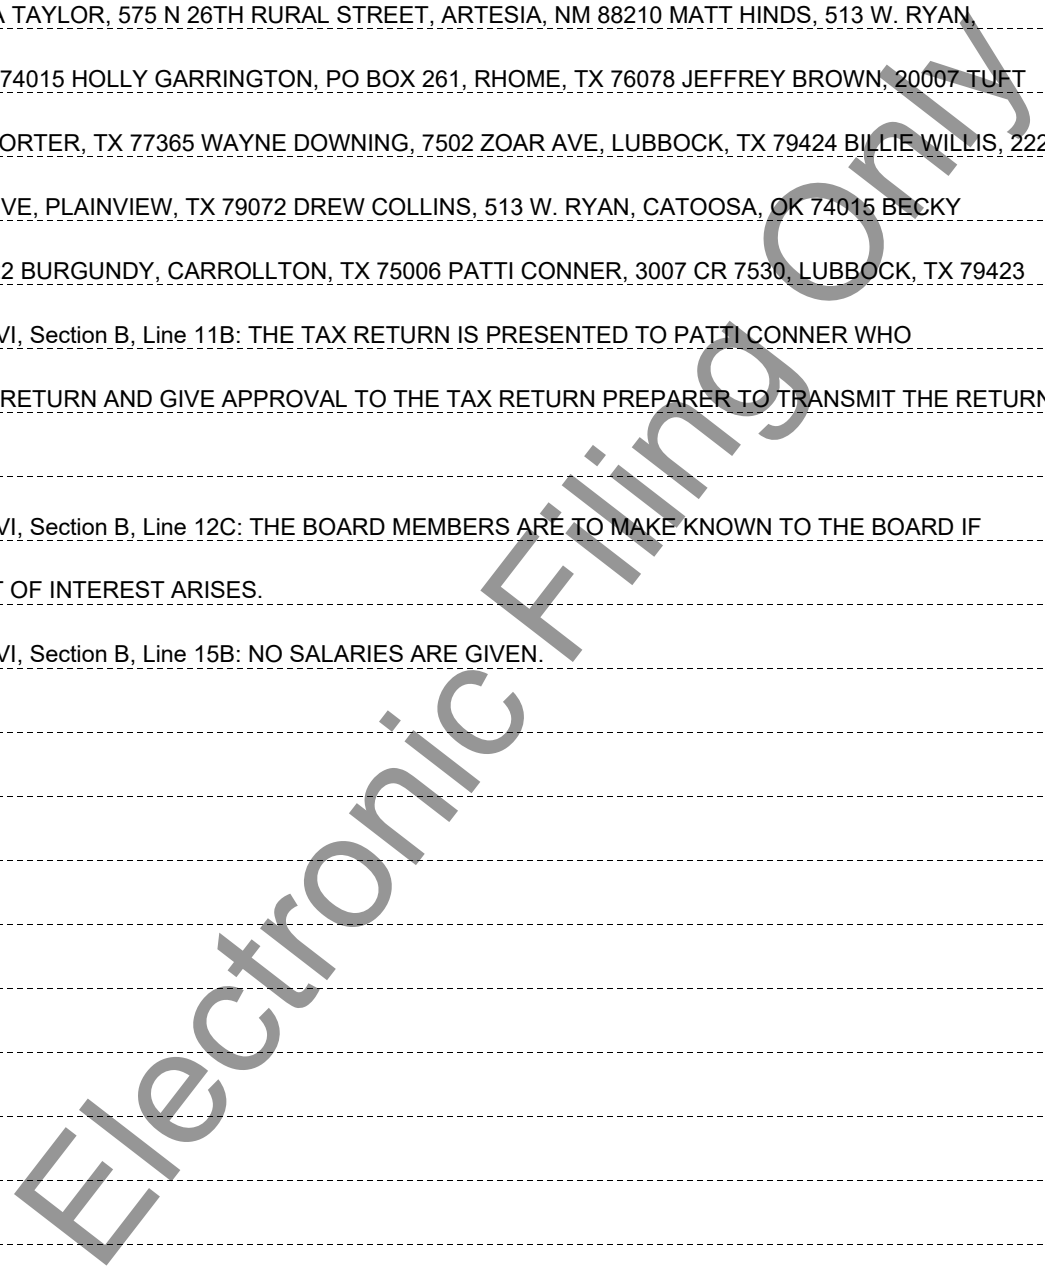 A TAYLOR, 575 N 26TH RURAL STREET, ARTESIA, NM 88210 MATT HINDS, 513 W. RYAN,
74015 HOLLY GARRINGTON, PO BOX 261, RHOME, TX 76078 JEFFREY BROWN, 20007 TUFT
ORTER, TX 77365 WAYNE DOWNING, 7502 ZOAR AVE, LUBBOCK, TX 79424 BILLIE WILLIS, 222
VE, PLAINVIEW, TX 79072 DREW COLLINS, 513 W. RYAN, CATOOSA, OK 74015 BECKY
2 BURGUNDY, CARROLLTON, TX 75006 PATTI CONNER, 3007 CR 7530, LUBBOCK, TX 79423
VI, Section B, Line 11B: THE TAX RETURN IS PRESENTED TO PATTI CONNER WHO
RETURN AND GIVE APPROVAL TO THE TAX RETURN PREPARER TO TRANSMIT THE RETURN
VI, Section B, Line 12C: THE BOARD MEMBERS ARE TO MAKE KNOWN TO THE BOARD IF
T OF INTEREST ARISES.
VI, Section B, Line 15B: NO SALARIES ARE GIVEN.
Electronic Filing Only